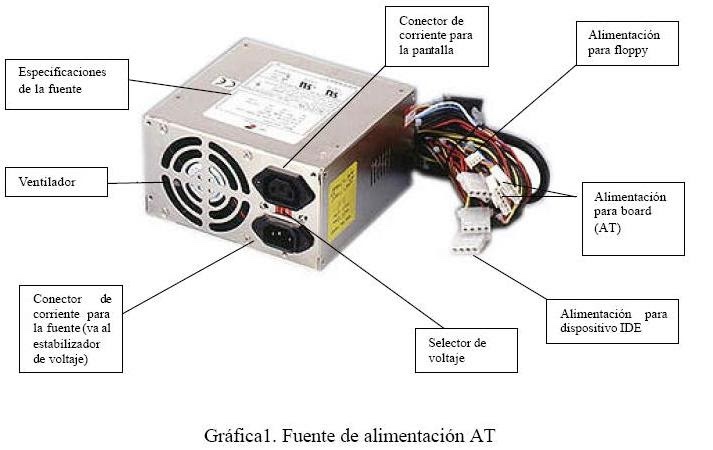 Conector de
corriente para
la pantalla
Alimentación
para floppy
Especificaciones
de la fuente
Ventilador
Alimentación
para board
(AT)
Conector de
corriente para
la fuente (va al
estabilizador
de voltaje)
Selector de
voltaje
Alimentación para
dispositivo IDE
Gráfica1. Fuente de alimentación AT